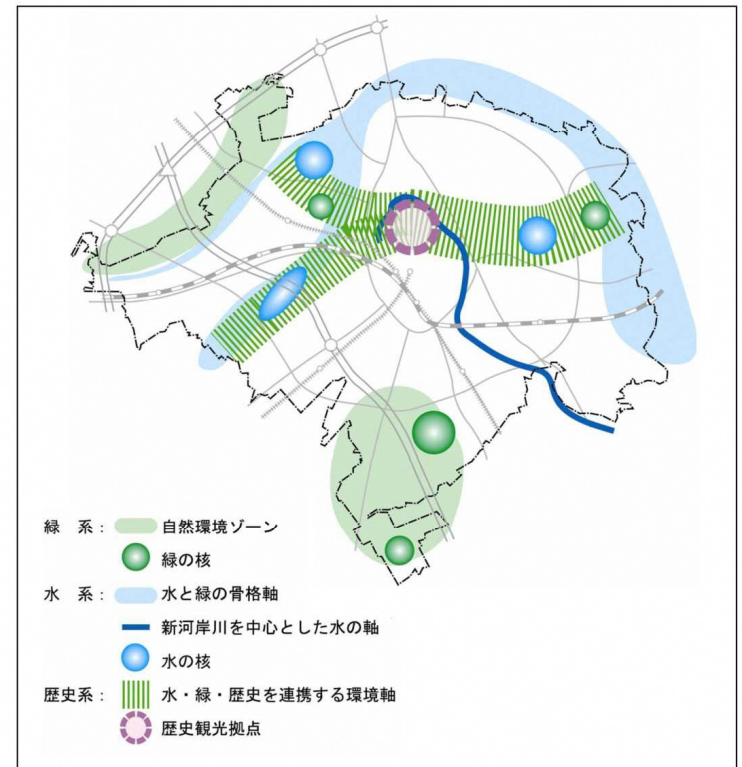 緑 系： 自然環境ゾーン
緑の核
水 系： 水と緑の骨格軸
新河岸川を中心とした水の軸
水の核
歴史系： 水・緑・歴史を連携する環境軸
歴史観光拠点